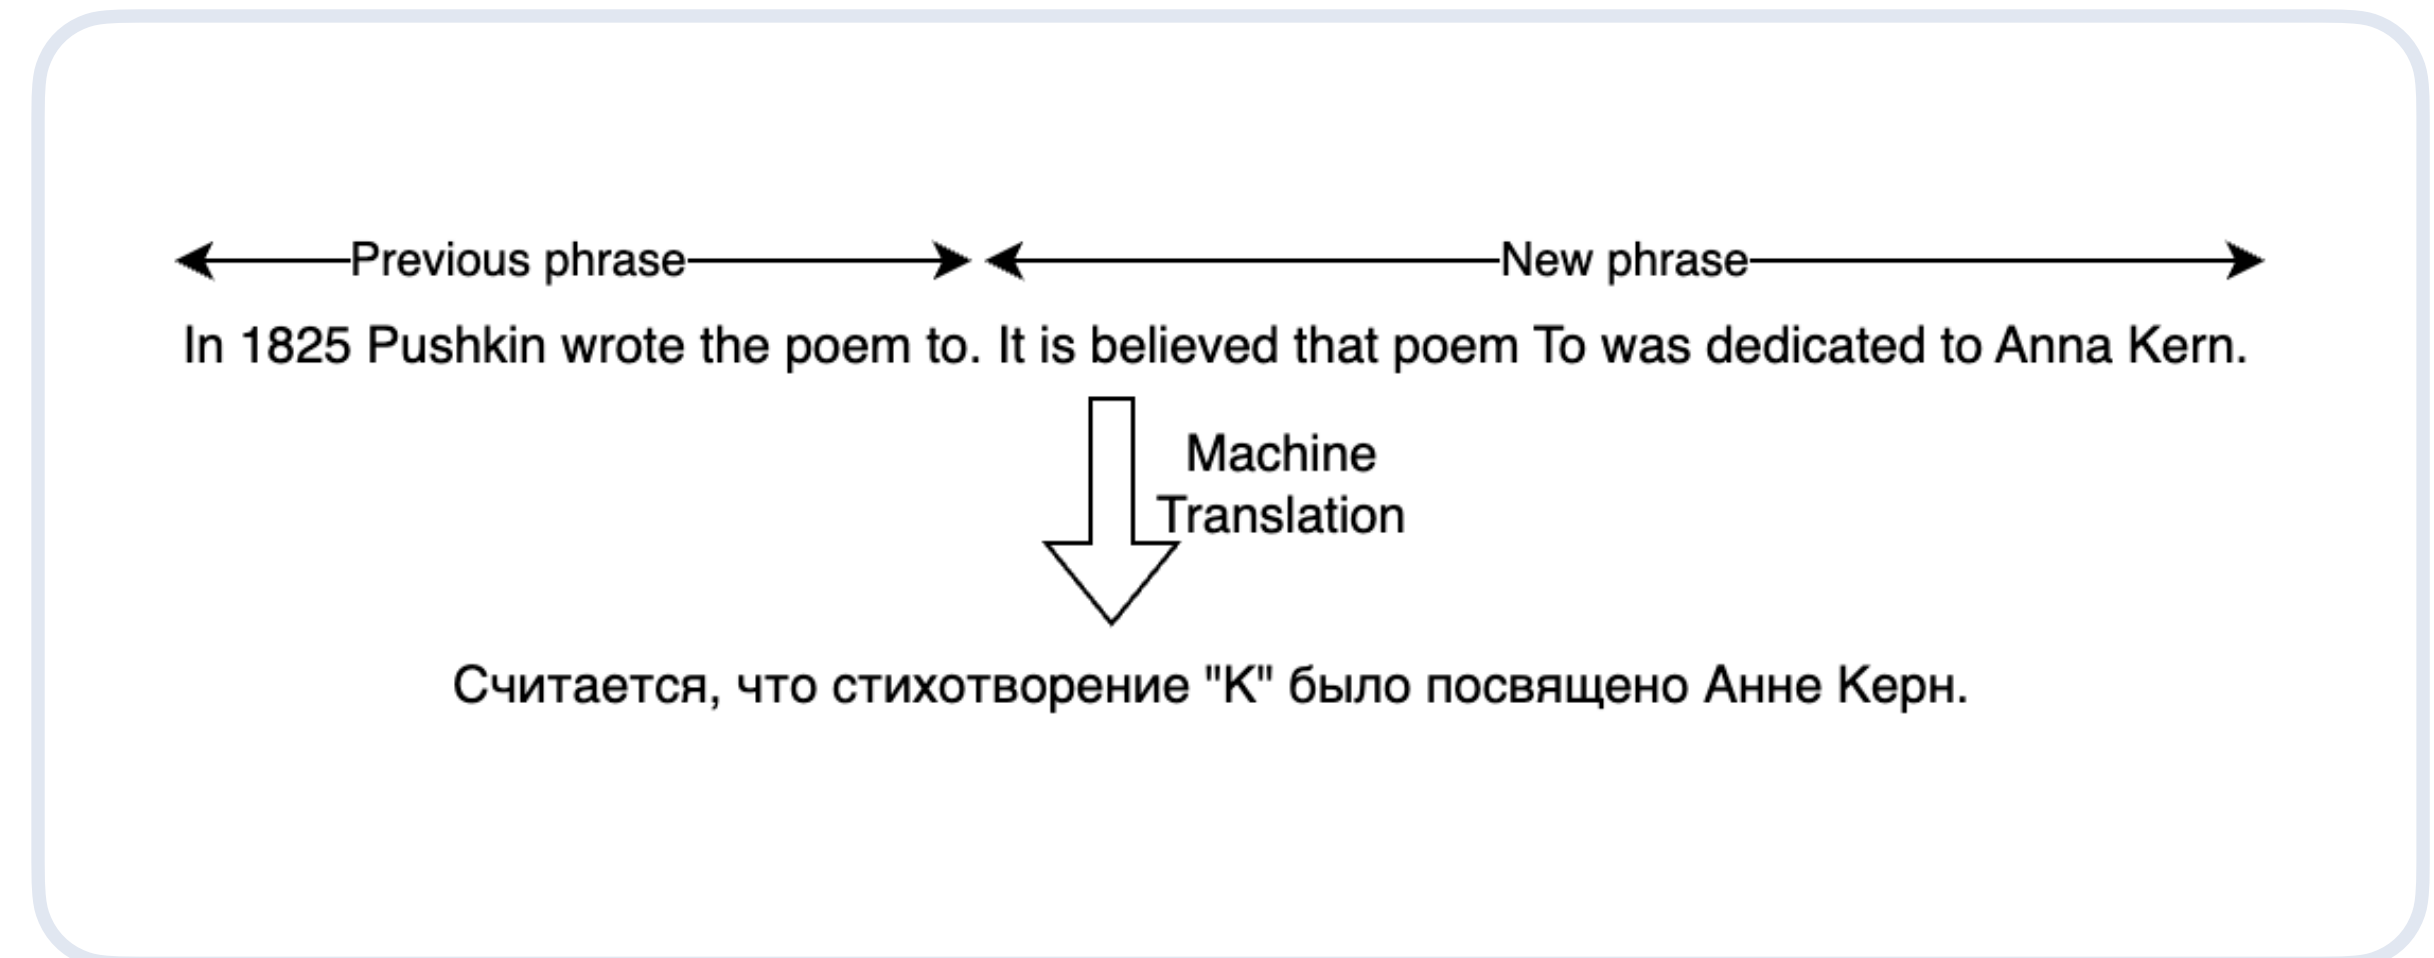 Previous phrase New phrase
In 1825 Pushkin wrote the poem to. It is believed that poem To was dedicated to Anna Kern.
Machine
Translation
Считается, что стихотворение "К" было посвящено Анне Керн.